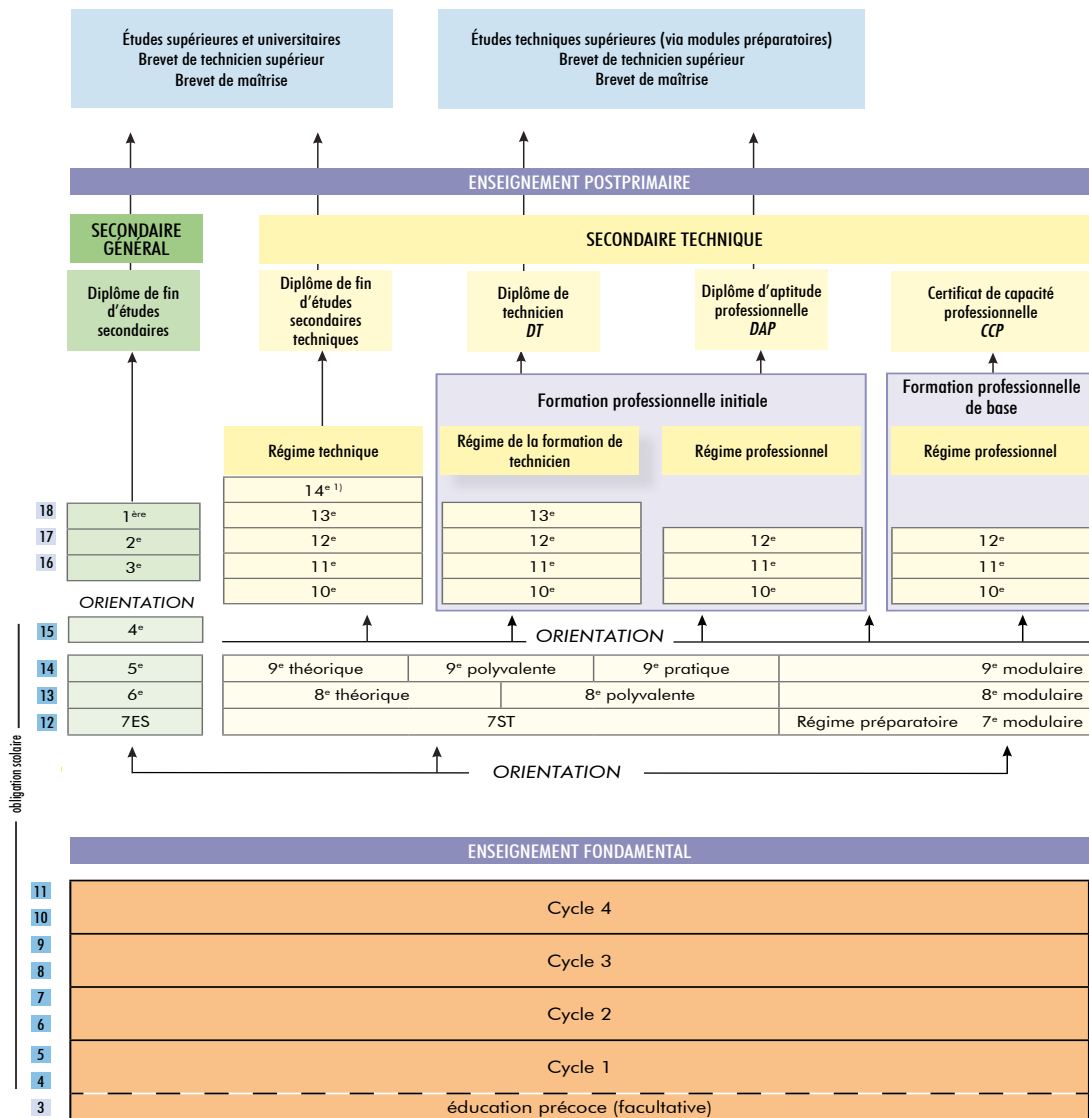 Études supérieures et universitaires
Brevet de technicien supérieur
Brevet de maîtrise
Études techniques supérieures (via modules préparatoires)
Brevet de technicien supérieur
Brevet de maîtrise
ENSEIGNEMENT POSTPRIMAIRE
SECONDAIRE
GÉNÉRAL
SECONDAIRE TECHNIQUE
Diplôme de fin
d'études
secondaires
Diplôme de fin
d'études
secondaires
techniques
Diplôme de
technicien
DT
Diplôme d'aptitude
professionnelle
DAP
Certificat de capacité
professionnelle
CCP
Formation professionnelle initiale
Formation professionnelle
de base
Régime technique
Régime de la formation de
technicien
Régime professionnel
Régime professionnel
14e 1)
18 1ère 13e 13e
17 2e 12e 12e 12e 12e
16 3e 11e 11e 11e 11e
10e 10e 10e 10e
ORIENTATION
15 4e
ORIENTATION
14 5e 9e théorique 9e polyvalente 9e pratique 9e modulaire
13 6e 8e théorique 8e polyvalente 8e modulaire
12 7ES 7ST Régime préparatoire 7e modulaire
ORIENTATION
obligation scolaire
ENSEIGNEMENT FONDAMENTAL
11
Cycle 4
10
9
Cycle 3
8
7
Cycle 2
6
5
Cycle 1
4
3 éducation précoce (facultative)